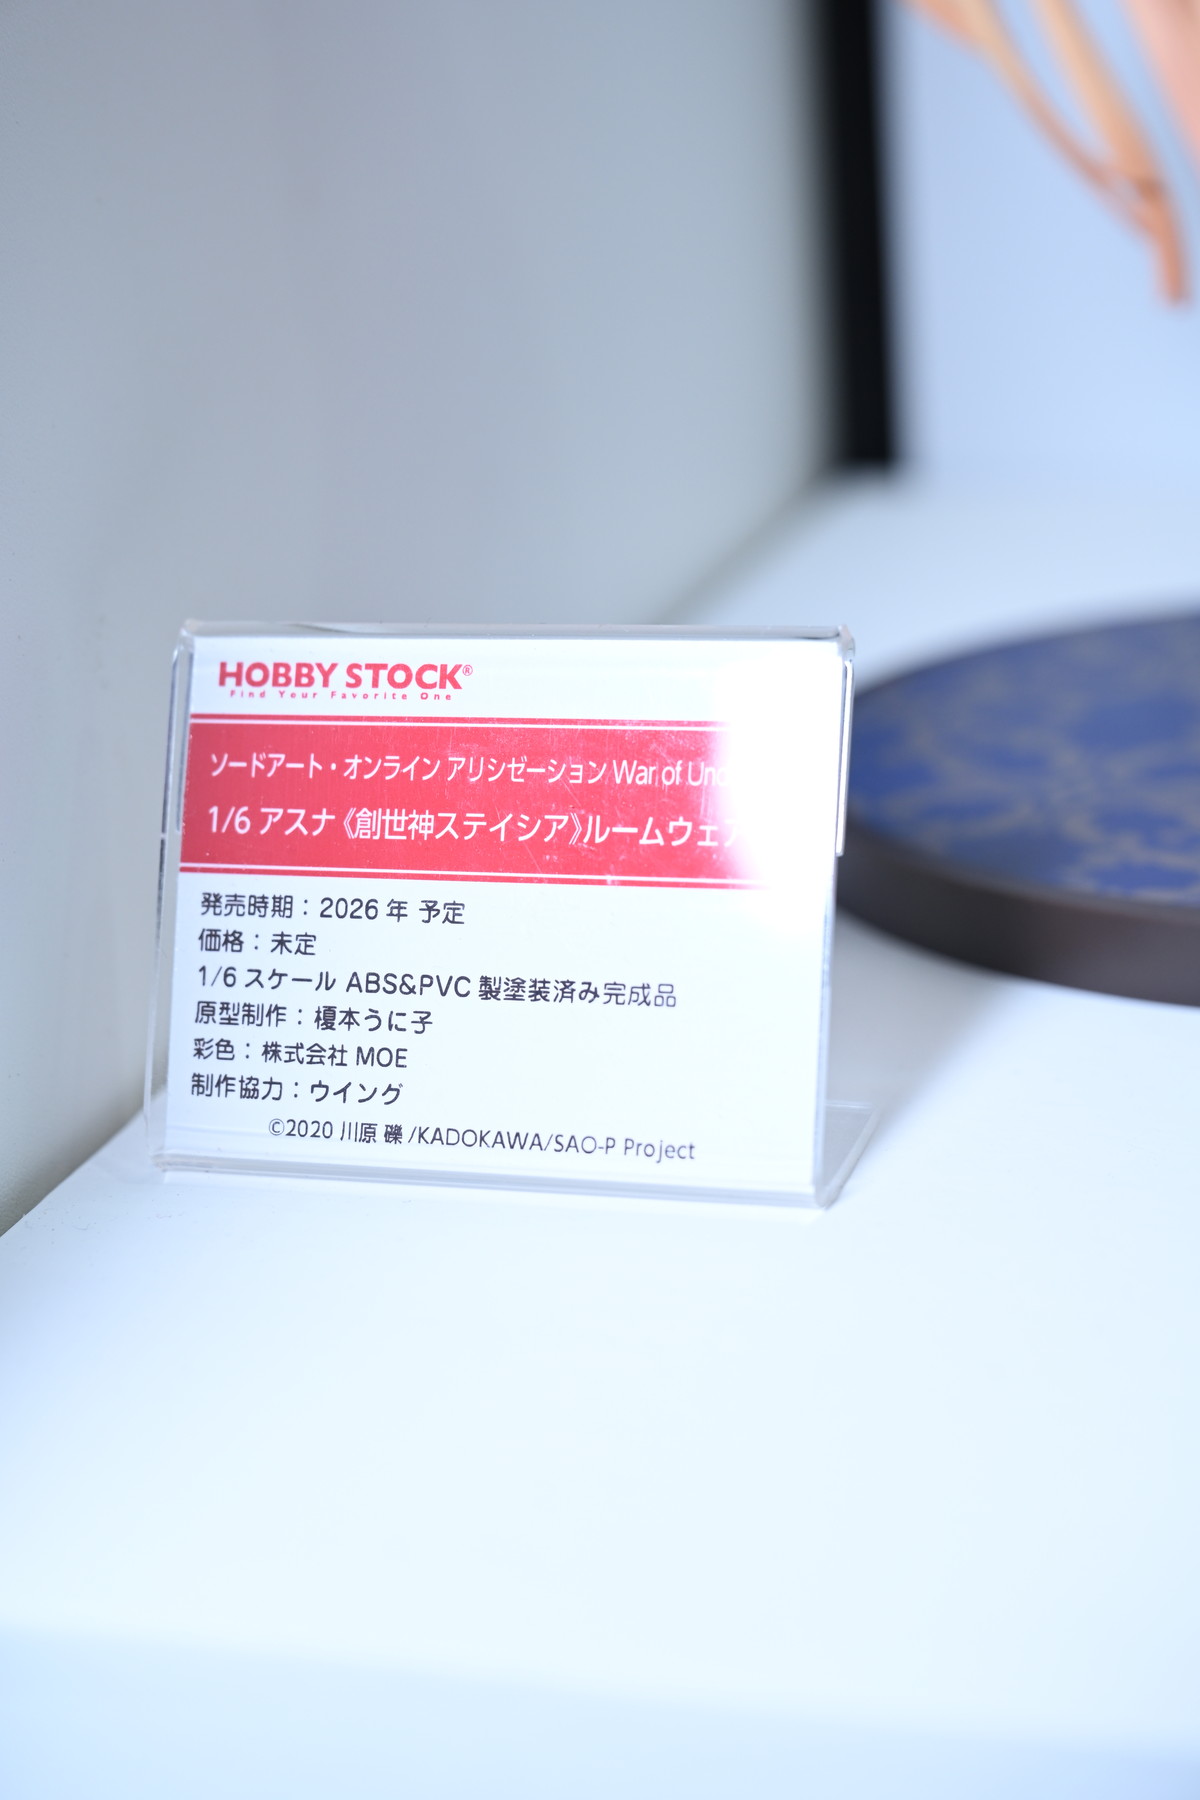 HOBBY STOCK®
Find Your Favorite One
ソードアート・オンライン アリシゼーション War of
1/6 アスナ《創世神ステイシア》ルームウェア
発売時期：2026年 予定
価格：未定
1/6 スケール ABS&PVC 製塗装済み完成品
原型制作：榎本うに子
彩色：株式会社 MOE
制作協力：ウイング
©2020 川原 礫 /KADOKAWA/SAO-P Project